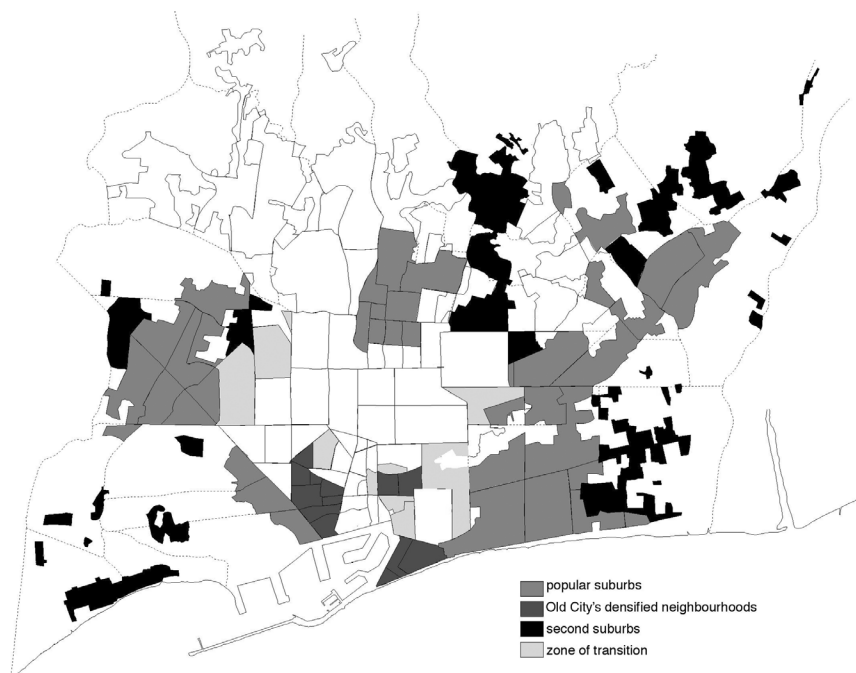 popular suburbs
Old City's densified neighbourhoods
second suburbs
zone of transition